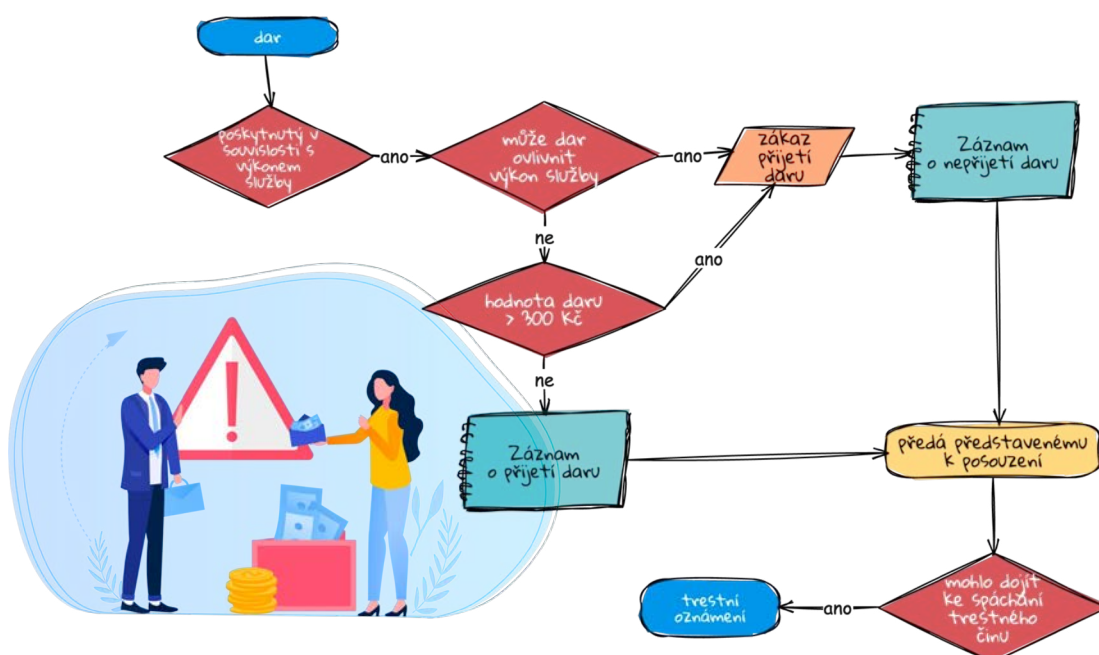 dar
poskytnutý v
souvislosti s
výkonem
služby
ano
může dar
ovlivnit
výkon služby
ano
zákaz
přijetí
daru
Záznam
o nepřijetí daru
ne
ano
hodnota daru
> 300 Kč
ne
Záznam
o přijetí daru
předá představenému
k posouzení
mohlo dojít
ke spáchání
trestného
činu
ano
trestní
oznámení